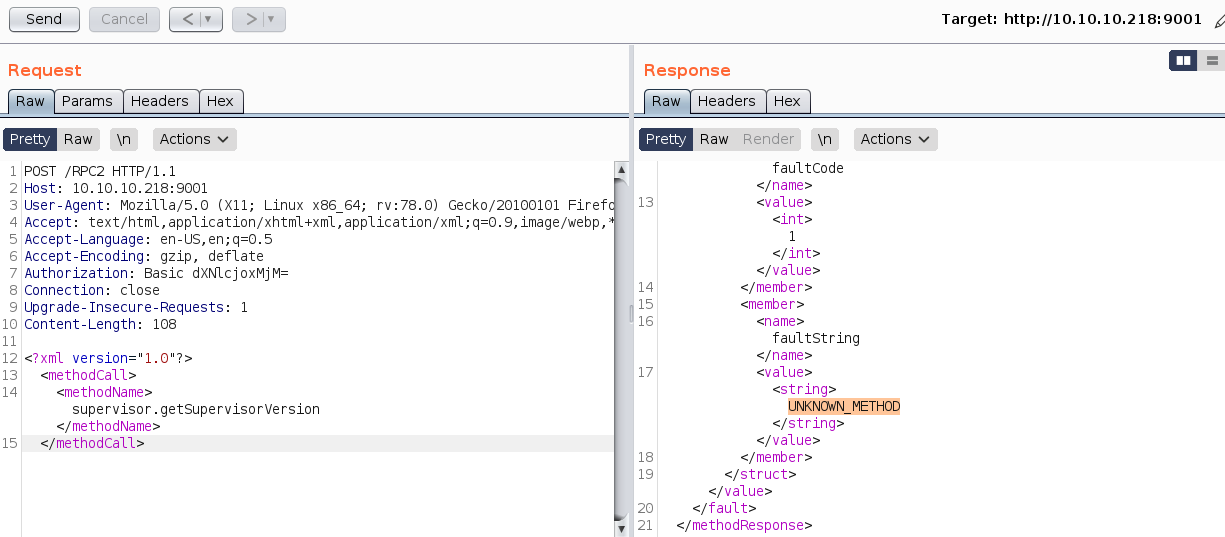 Send Cancel < ▼ > ▼ Target: http://10.10.10.218:9001
Request
Raw Params Headers Hex
Pretty Raw \n Actions
1 POST /RPC2 HTTP/1.1
2 Host: 10.10.10.218:9001
3 User-Agent: Mozilla/5.0 (X11; Linux x86_64; rv:78.0) Gecko/20100101 Firefo
4 Accept: text/html,application/xhtml+xml,application/xml;q=0.9,image/webp,*
5 Accept-Language: en-US,en;q=0.5
6 Accept-Encoding: gzip, deflate
7 Authorization: Basic dXNlcjoxMjM=
8 Connection: close
9 Upgrade-Insecure-Requests: 1
10 Content-Length: 108
11
12 <?xml version="1.0"?>
13 <methodCall>
14 <methodName>
supervisor.getSupervisorVersion
</methodName>
15 </methodCall>
Response
Raw Headers Hex
Pretty Raw Render \n Actions
faultCode
</name>
13 <value>
<int>
1
</int>
</value>
14 </member>
15 <member>
16 <name>
faultString
</name>
17 <value>
<string>
UNKNOWN_METHOD
</string>
</value>
18 </member>
19 </struct>
</value>
20 </fault>
21 </methodResponse>